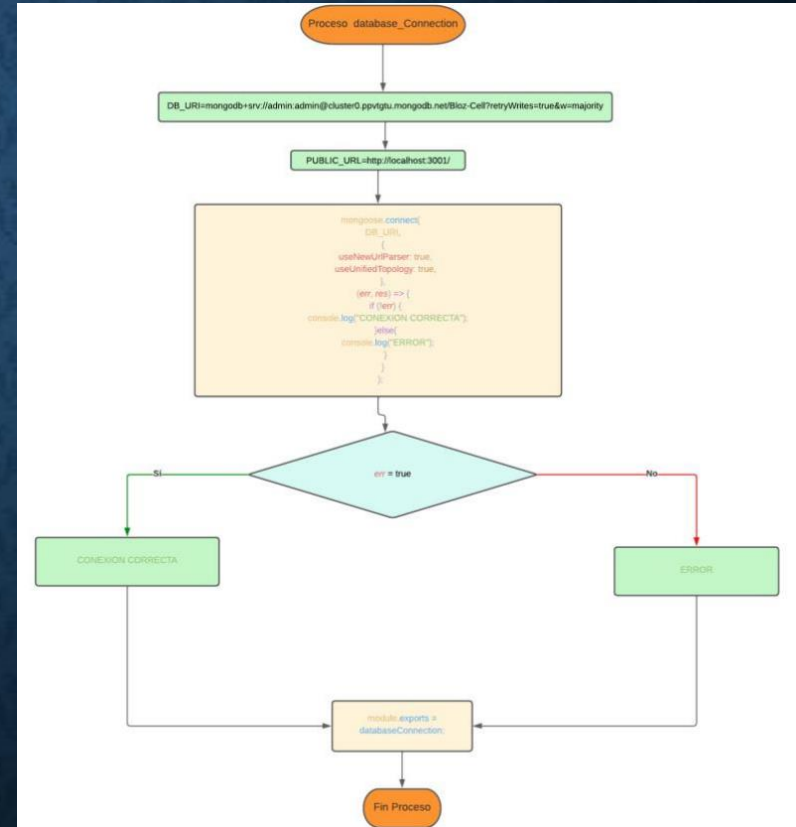 Proceso database_Connection
DB_URI=mongodb+srv://admin:admin@cluster0.ppvtgtu.mongodb.net/Bloz-Cell?retryWrites=true&w=majority
PUBLIC_URL=http://localhost:3001/
mongoose.connect(
DB_URI,
{
useNewUrlParser: true,
useUnifiedTopology: true,
},
(err, res) => {
if (!err) {
console.log("CONEXION CORRECTA");
}else{
console.log("ERROR");
}
}
);
err = true
Sí
No
CONEXION CORRECTA
ERROR
module.exports =
databaseConnection;
Fin Proceso